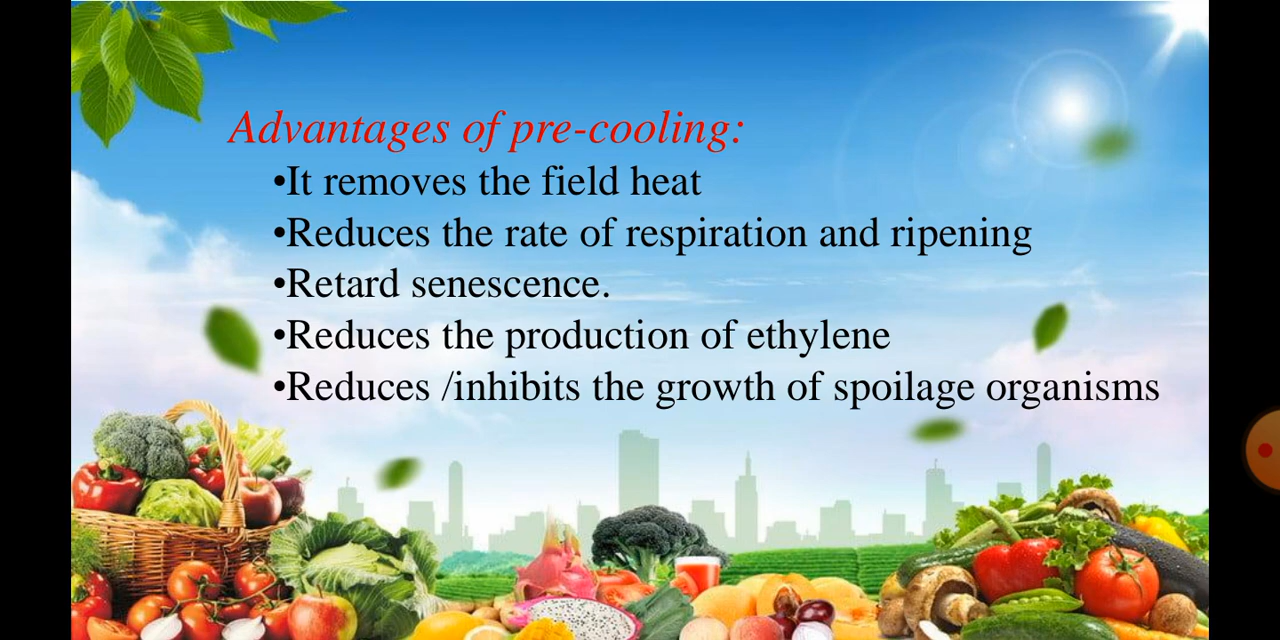 Advantages of pre-cooling:
•It removes the field heat
•Reduces the rate of respiration and ripening
•Retard senescence.
•Reduces the production of ethylene
•Reduces /inhibits the growth of spoilage organisms